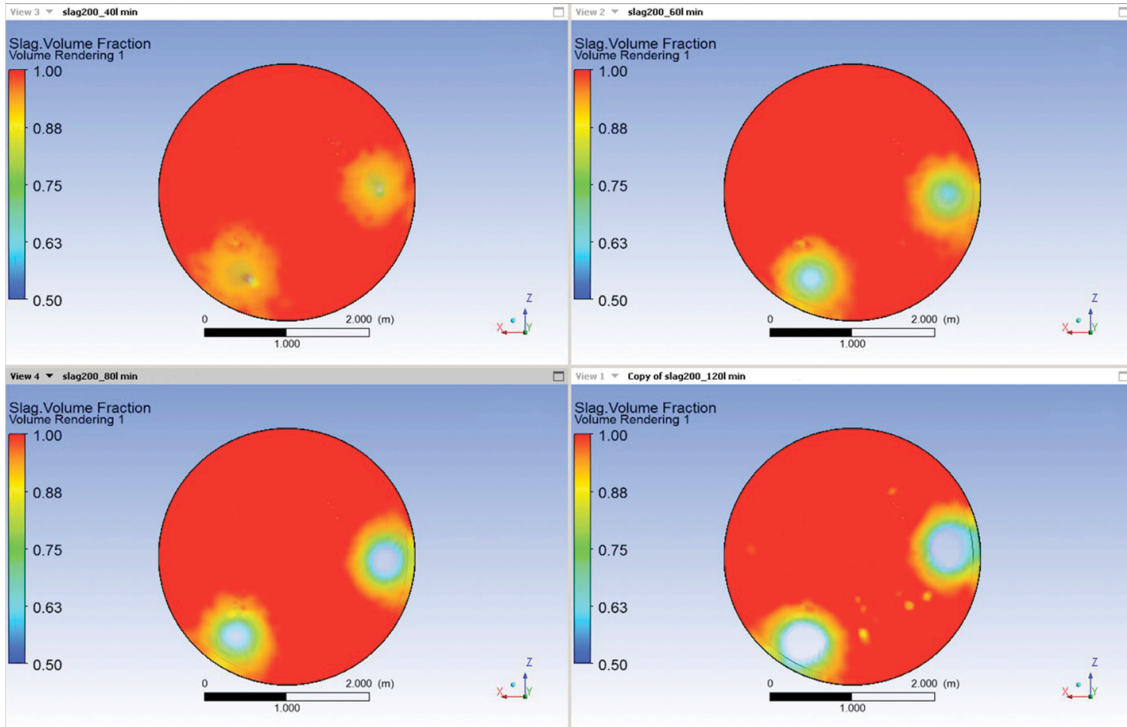 View 3 slag200_40l min
Slag.Volume Fraction
Volume Rendering 1
1.00
0.88
0.75
0.63
0.50
0 2.000 (m)
1.000
Z
X Y
View 2 slag200_60l min
Slag.Volume Fraction
Volume Rendering 1
1.00
0.88
0.75
0.63
0.50
0 2.000 (m)
1.000
Z
X Y
View 4 slag200_80l min
Slag.Volume Fraction
Volume Rendering 1
1.00
0.88
0.75
0.63
0.50
0 2.000 (m)
1.000
Z
X Y
View 1 Copy of slag200_120l min
Slag.Volume Fraction
Volume Rendering 1
1.00
0.88
0.75
0.63
0.50
0 2.000 (m)
1.000
Z
X Y